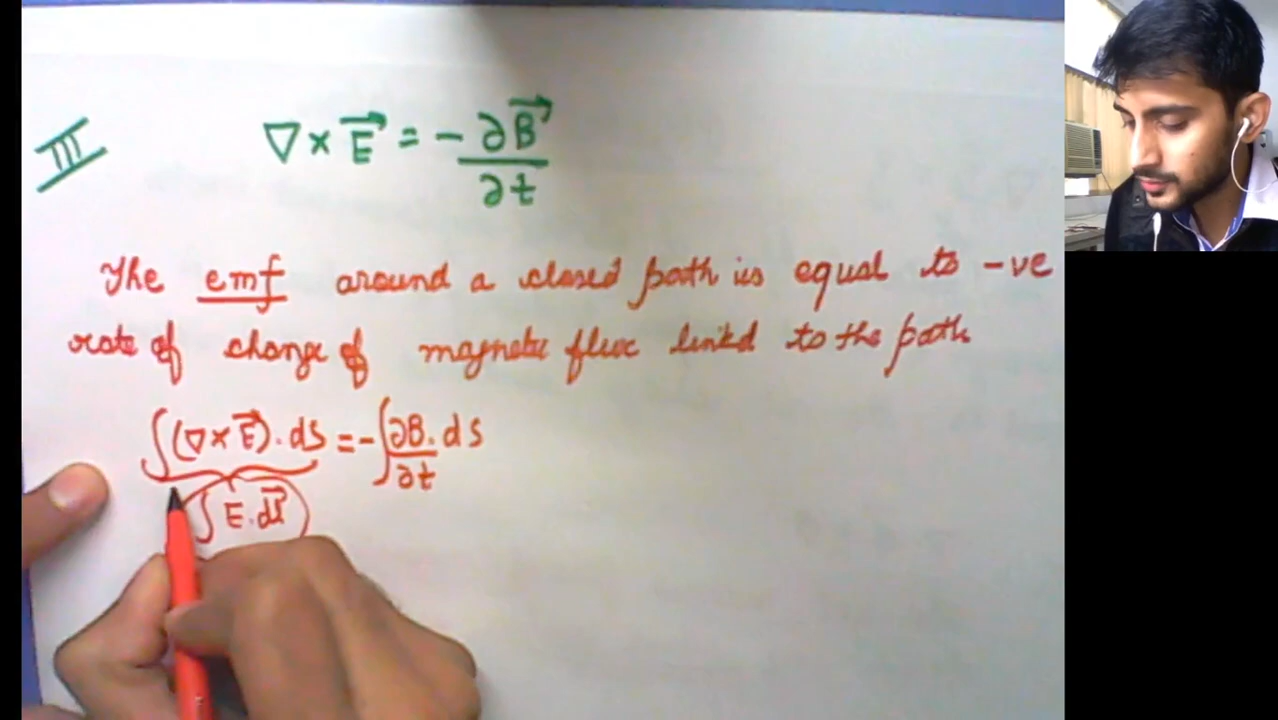 III ∇ × E⃗ = - ∂B⃗/∂t
The emf around a closed path is equal to -ve
rate of change of magnetic flux linkd to the path
∫(∇ × E⃗). dS = -∫∂B/∂t . dS
∫ E. dl⃗